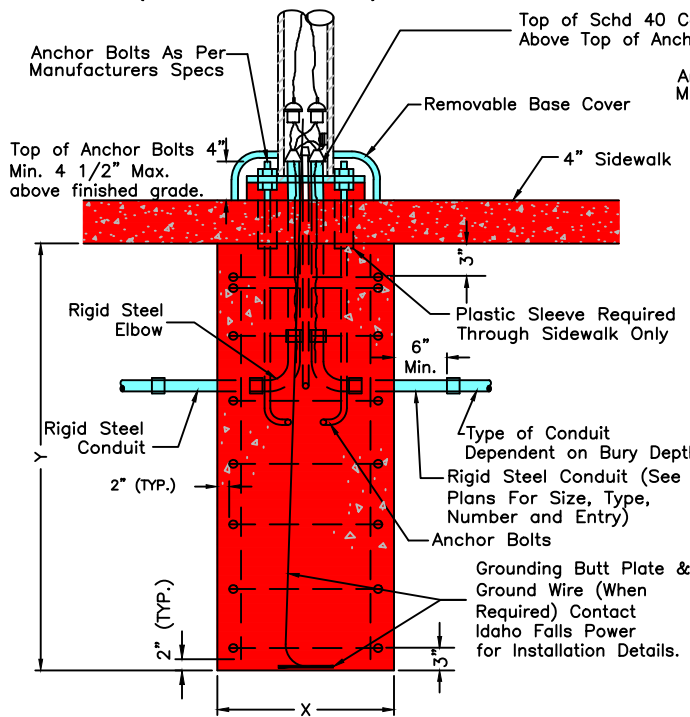 Top of Schd 40 C
Above Top of Anch
Anchor Bolts As Per
Manufacturers Specs
Removable Base Cover
Top of Anchor Bolts 4"
Min. 4 1/2" Max.
above finished grade.
4" Sidewalk
3"
Rigid Steel
Elbow
Plastic Sleeve Required
Through Sidewalk Only
6"
Min.
Rigid Steel
Conduit
Type of Conduit
Dependent on Bury Depth
Y
2" (TYP.)
Rigid Steel Conduit (See
Plans For Size, Type,
Number and Entry)
Anchor Bolts
Grounding Butt Plate &
Ground Wire (When
Required) Contact
Idaho Falls Power
for Installation Details.
2" (TYP.)
3"
X